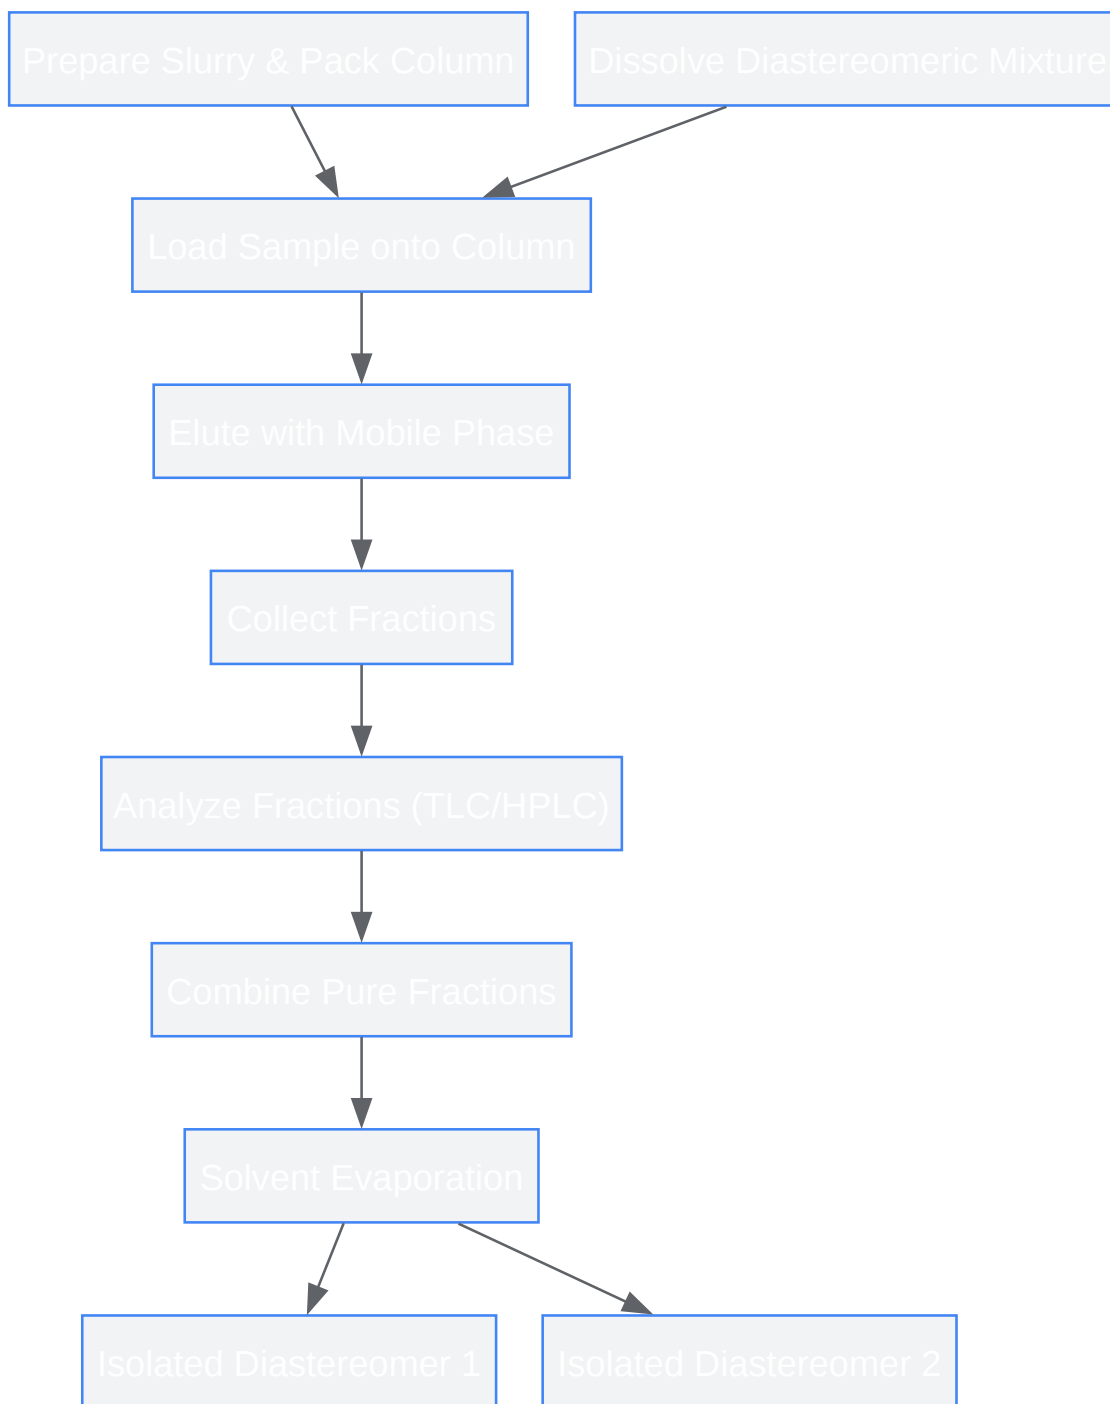 Prepare Slurry & Pack Column
Dissolve Diastereomeric Mixture
Load Sample onto Column
Elute with Mobile Phase
Collect Fractions
Analyze Fractions (TLC/HPLC)
Combine Pure Fractions
Solvent Evaporation
Isolated Diastereomer 1
Isolated Diastereomer 2